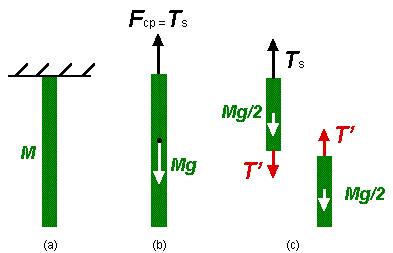 F_cp = T_s
T_s
Mg/2
T'
M
Mg
T'
Mg/2
(a)
(b)
(c)